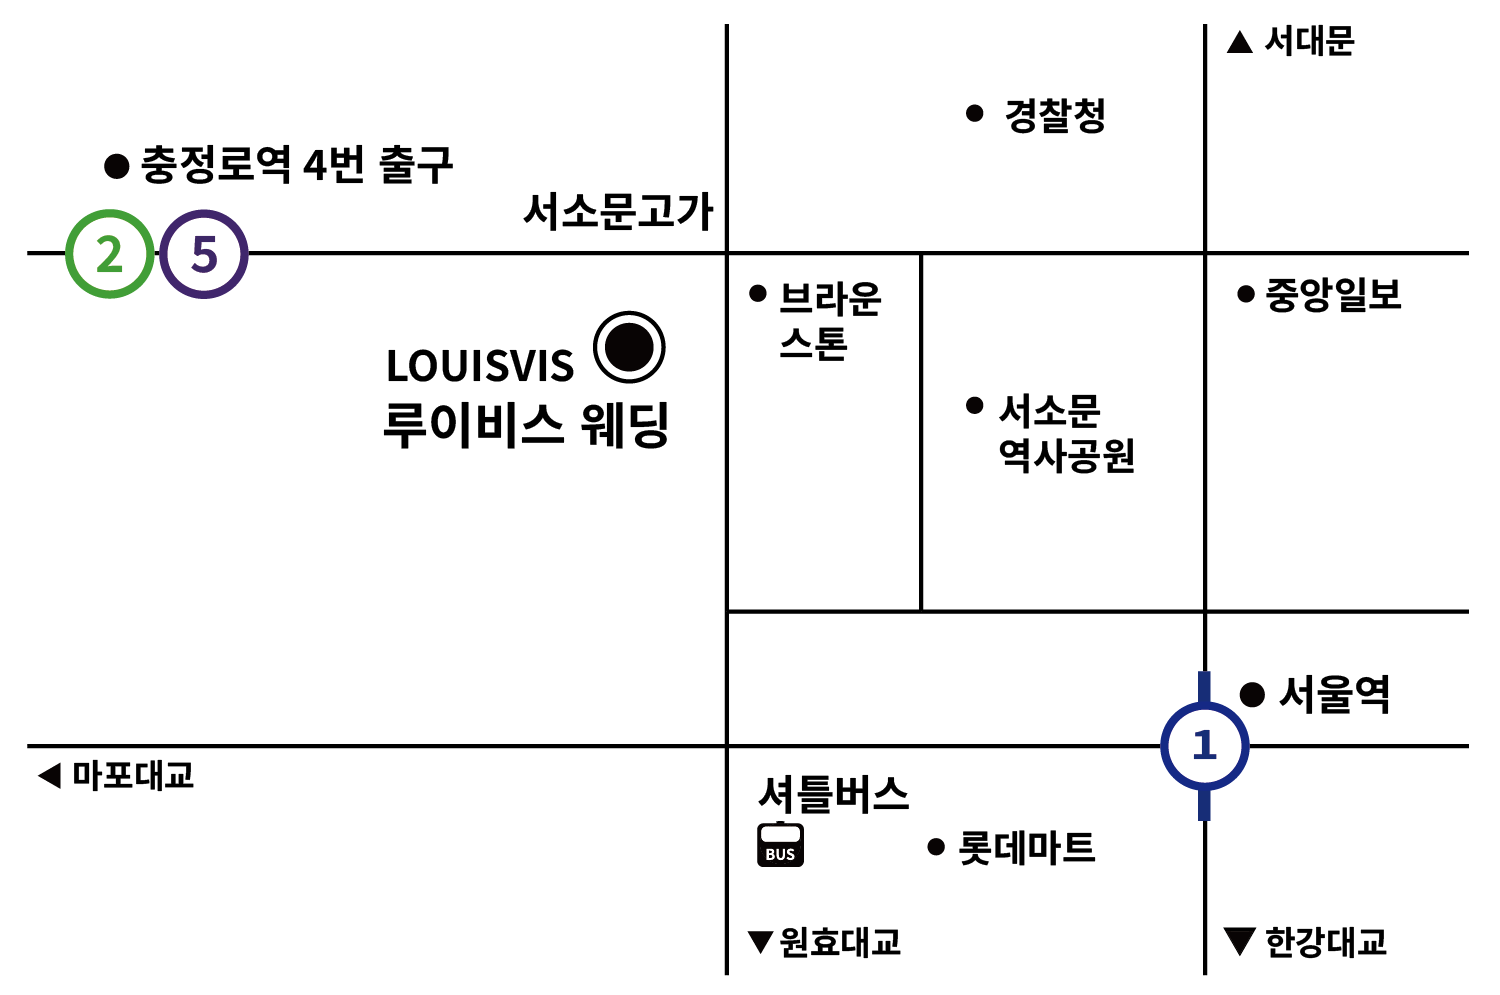 ▲ 서대문
● 경찰청
● 충정로역 4번 출구
서소문고가
2 5
● 브라운
스톤
● 중앙일보
LOUISVIS
루이비스 웨딩
● 서소문
역사공원
● 서울역
1
◀ 마포대교
셔틀버스
BUS
● 롯데마트
▼ 원효대교
▼ 한강대교